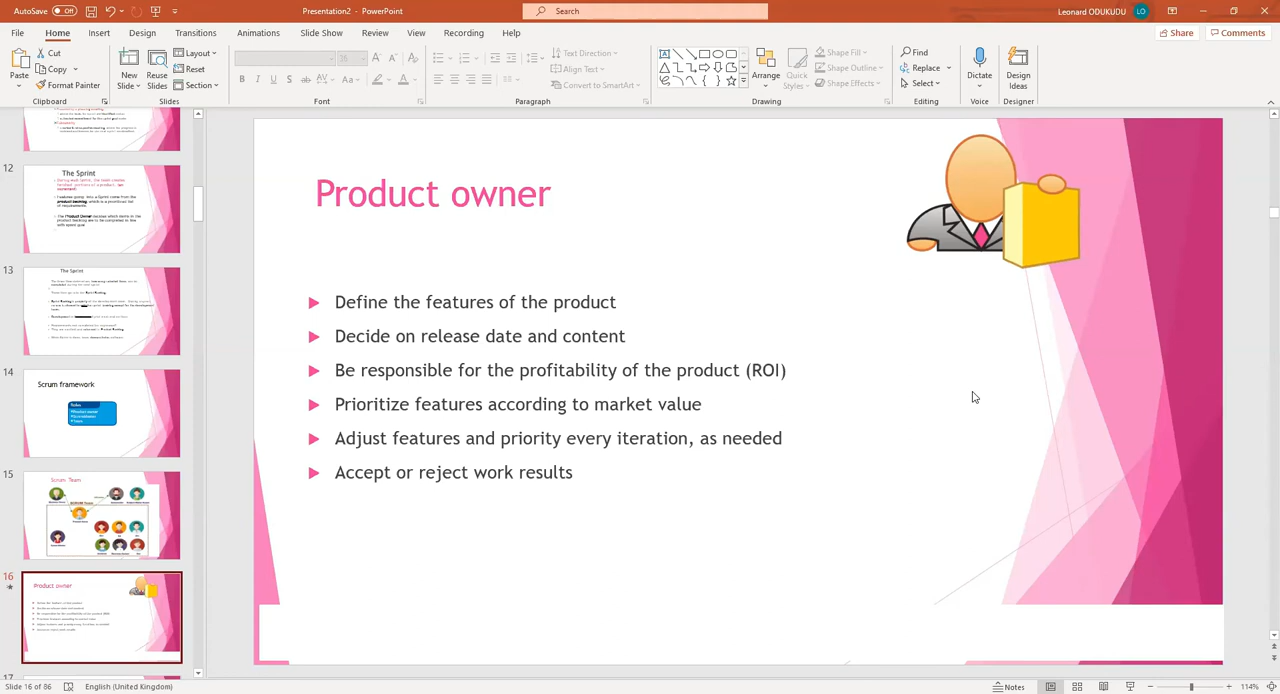 AutoSave Off
Presentation2 - PowerPoint
Search
Leonard ODUKUDU LO
File Home Insert Design Transitions Animations Slide Show Review View Recording Help
Share Comments
Paste
Cut
Copy
Format Painter
Clipboard
New Slide
Reuse Slides
Layout
Reset
Section
Slides
36
Font
Text Direction
Align Text
Convert to SmartArt
Paragraph
Arrange
Quick Styles
Shape Fill
Shape Outline
Shape Effects
Drawing
Find
Replace
Select
Editing
Dictate
Voice
Design Ideas
Designer
12
The Sprint
13
The Sprint
14
Scrum framework
15
Scrum Team
16
Product owner
17
Product owner
Define the features of the product
Decide on release date and content
Be responsible for the profitability of the product (ROI)
Prioritize features according to market value
Adjust features and priority every iteration, as needed
Accept or reject work results
Slide 16 of 86
English (United Kingdom)
Notes
114%